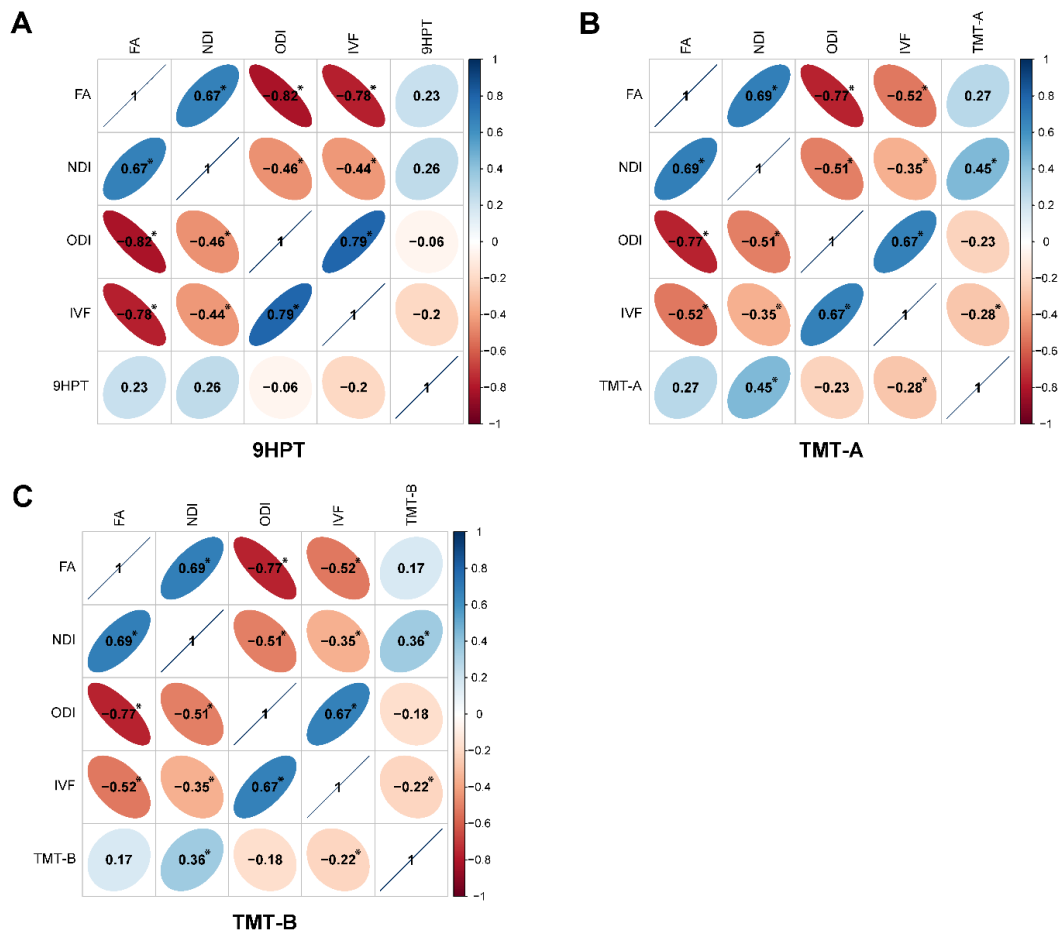 A
FA NDI ODI IVF 9HPT
FA 1 0.67* −0.82* −0.78* 0.23
NDI 0.67* 1 −0.46* −0.44* 0.26
ODI −0.82* −0.46* 1 0.79* −0.06
IVF −0.78* −0.44* 0.79* 1 −0.2
9HPT 0.23 0.26 −0.06 −0.2 1
1
0.8
0.6
0.4
0.2
0
−0.2
−0.4
−0.6
−0.8
−1
9HPT
B
FA NDI ODI IVF TMT-A
FA 1 0.69* −0.77* −0.52* 0.27
NDI 0.69* 1 −0.51* −0.35* 0.45*
ODI −0.77* −0.51* 1 0.67* −0.23
IVF −0.52* −0.35* 0.67* 1 −0.28*
TMT-A 0.27 0.45* −0.23 −0.28* 1
1
0.8
0.6
0.4
0.2
0
−0.2
−0.4
−0.6
−0.8
−1
TMT-A
C
FA NDI ODI IVF TMT-B
FA 1 0.69* −0.77* −0.52* 0.17
NDI 0.69* 1 −0.51* −0.35* 0.36*
ODI −0.77* −0.51* 1 0.67* −0.18
IVF −0.52* −0.35* 0.67* 1 −0.22*
TMT-B 0.17 0.36* −0.18 −0.22* 1
1
0.8
0.6
0.4
0.2
0
−0.2
−0.4
−0.6
−0.8
−1
TMT-B